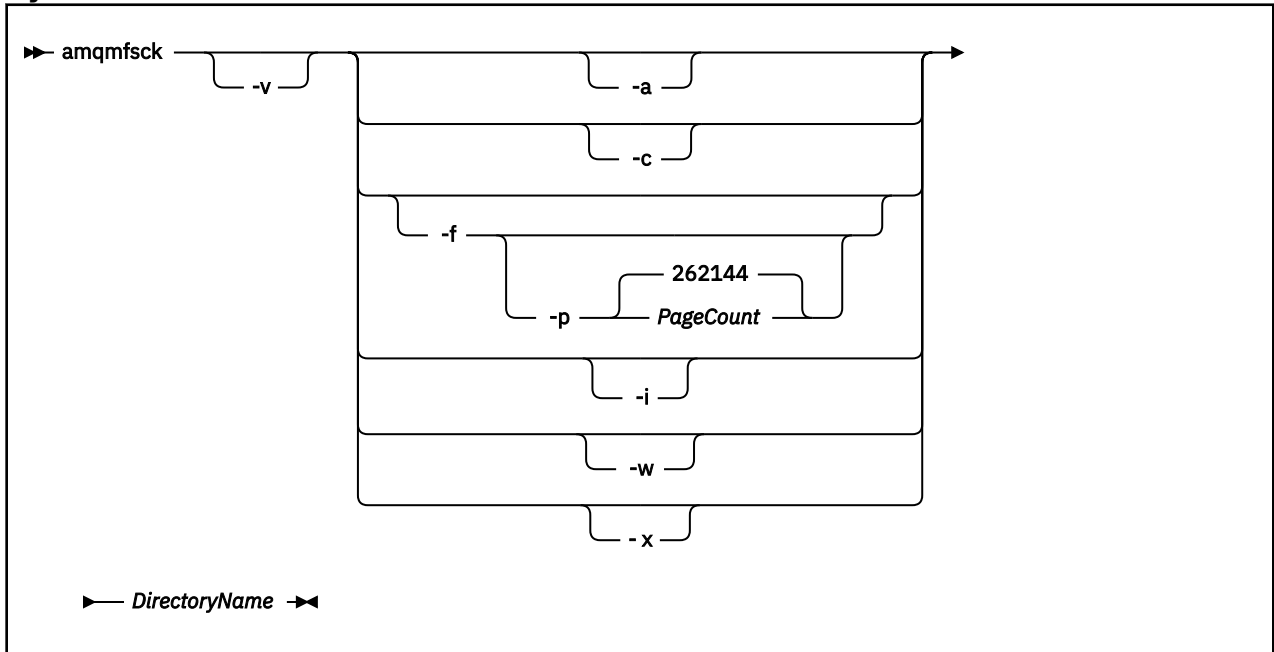 amqmfsck
-v
-a
-c
-f
262144
-p PageCount
-i
-w
- x
DirectoryName